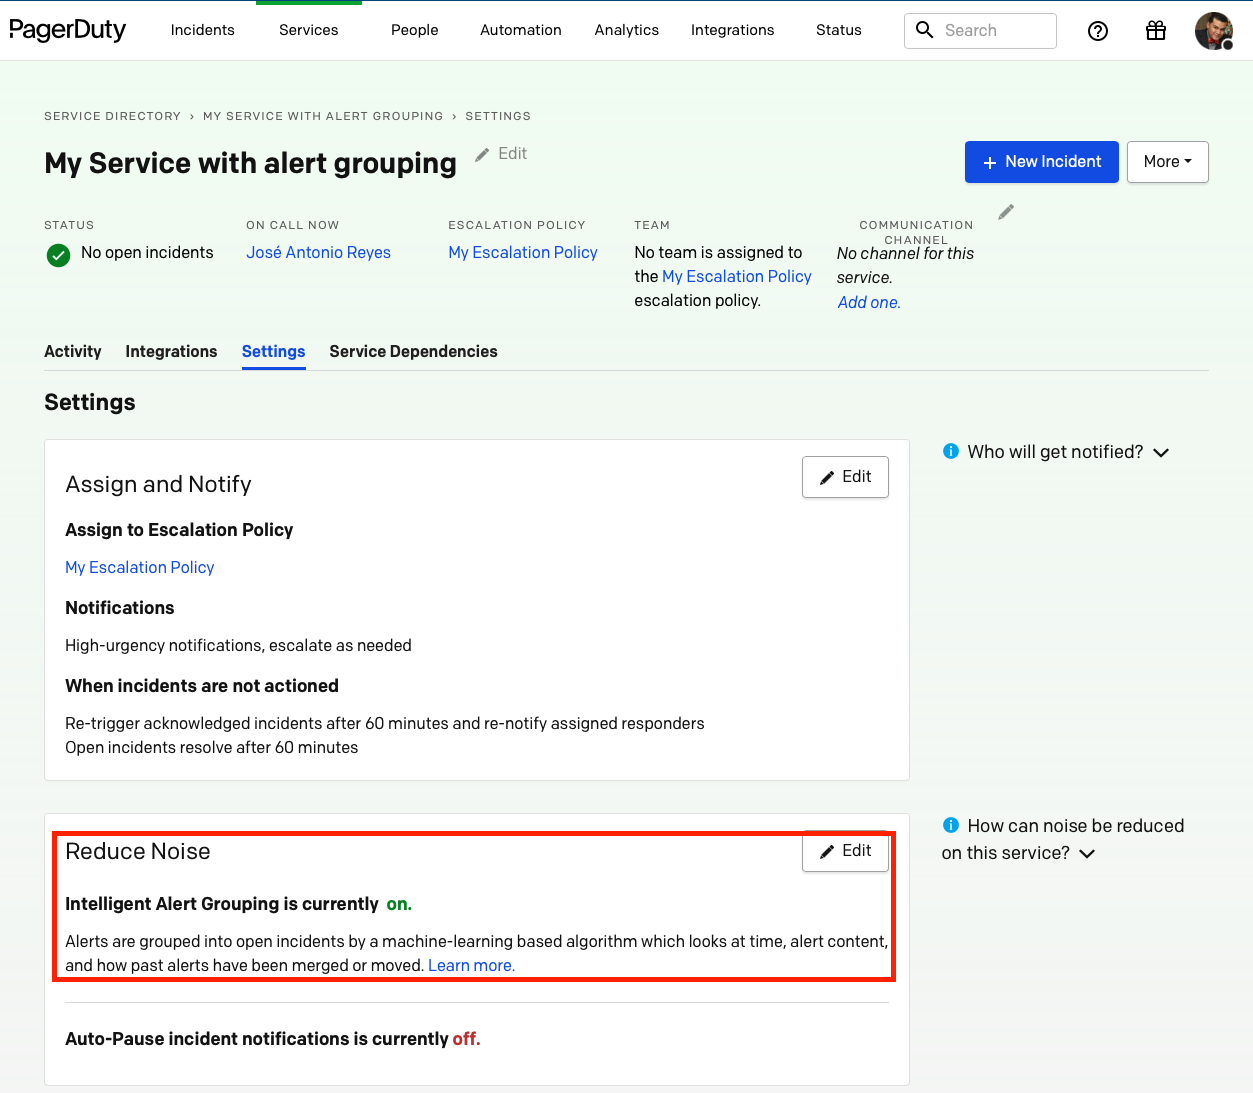 PagerDuty Incidents Services People Automation Analytics Integrations Status Search
SERVICE DIRECTORY › MY SERVICE WITH ALERT GROUPING › SETTINGS
My Service with alert grouping Edit
+ New Incident More
STATUS
No open incidents
ON CALL NOW
José Antonio Reyes
ESCALATION POLICY
My Escalation Policy
TEAM
No team is assigned to
the My Escalation Policy
escalation policy.
COMMUNICATION
CHANNEL
No channel for this
service.
Add one.
Activity Integrations Settings Service Dependencies
Settings
Assign and Notify
Edit
Assign to Escalation Policy
My Escalation Policy
Notifications
High-urgency notifications, escalate as needed
When incidents are not actioned
Re-trigger acknowledged incidents after 60 minutes and re-notify assigned responders
Open incidents resolve after 60 minutes
Who will get notified?
Reduce Noise
Edit
Intelligent Alert Grouping is currently on.
Alerts are grouped into open incidents by a machine-learning based algorithm which looks at time, alert content,
and how past alerts have been merged or moved. Learn more.
Auto-Pause incident notifications is currently off.
How can noise be reduced
on this service?